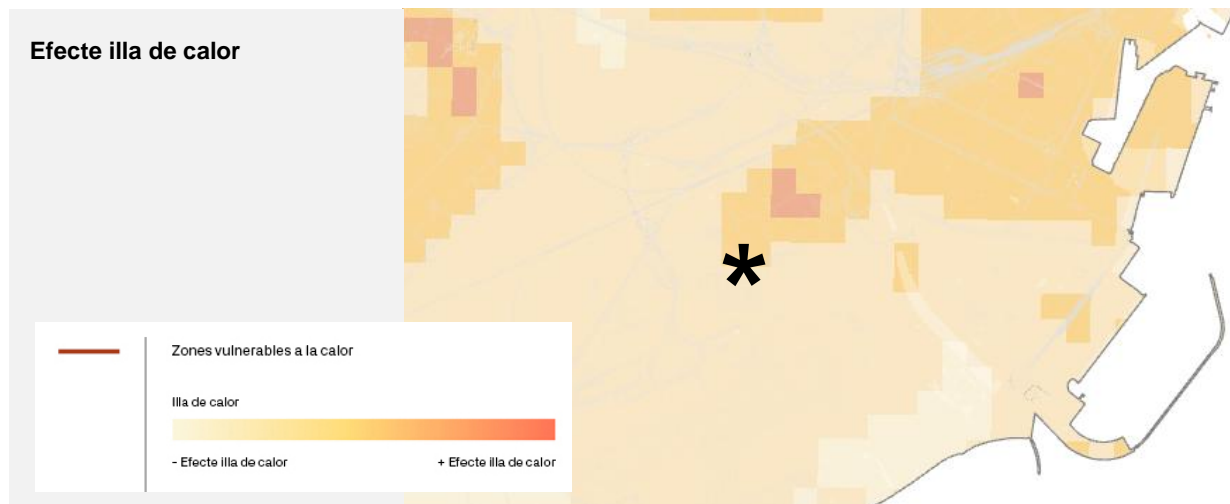 Efecte illa de calor
*
Zones vulnerables a la calor
Illa de calor
- Efecte illa de calor + Efecte illa de calor